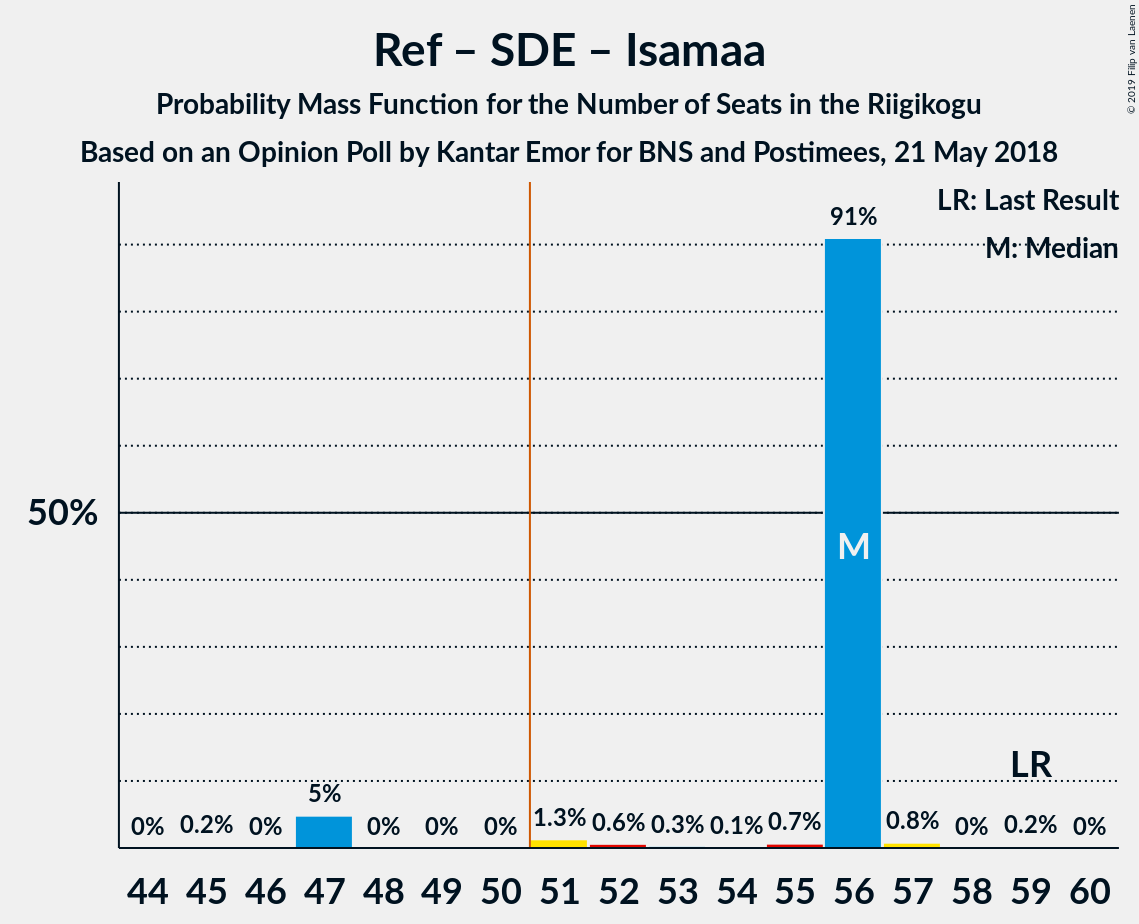 Ref – SDE – Isamaa
Probability Mass Function for the Number of Seats in the Riigikogu
Based on an Opinion Poll by Kantar Emor for BNS and Postimees, 21 May 2018
© 2019 Filip van Laenen
LR: Last Result
M: Median
91%
50%
M
LR
5%
0% 0.2% 0% 0% 0% 0% 1.3% 0.6% 0.3% 0.1% 0.7% 0.8% 0% 0.2% 0%
44 45 46 47 48 49 50 51 52 53 54 55 56 57 58 59 60